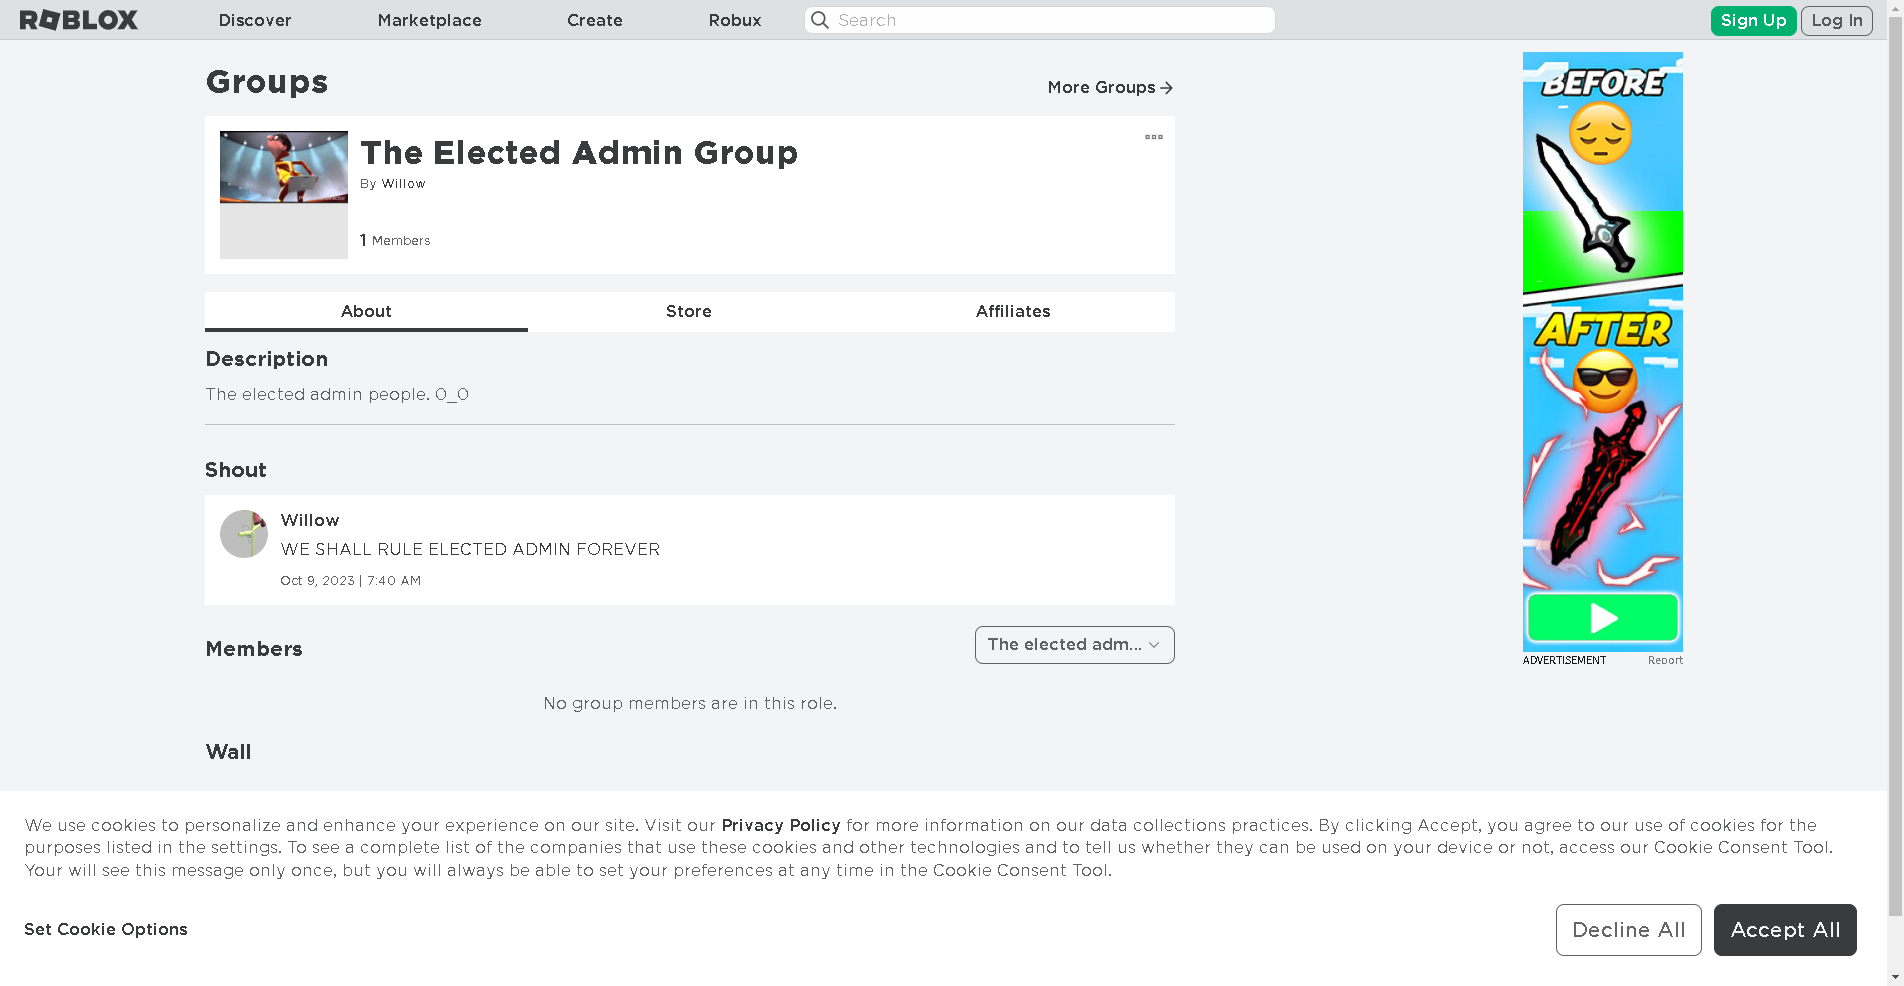 ROBLOX
Discover
Marketplace
Create
Robux
Search
Sign Up
Log In
Groups
More Groups
The Elected Admin Group
By Willow
1 Members
About
Store
Affiliates
Description
The elected admin people. 0_0
Shout
Willow
WE SHALL RULE ELECTED ADMIN FOREVER
Oct 9, 2023 | 7:40 AM
Members
The elected adm...
No group members are in this role.
Wall
BEFORE
AFTER
ADVERTISEMENT
Report
We use cookies to personalize and enhance your experience on our site. Visit our Privacy Policy for more information on our data collections practices. By clicking Accept, you agree to our use of cookies for the
purposes listed in the settings. To see a complete list of the companies that use these cookies and other technologies and to tell us whether they can be used on your device or not, access our Cookie Consent Tool.
Your will see this message only once, but you will always be able to set your preferences at any time in the Cookie Consent Tool.
Set Cookie Options
Decline All
Accept All